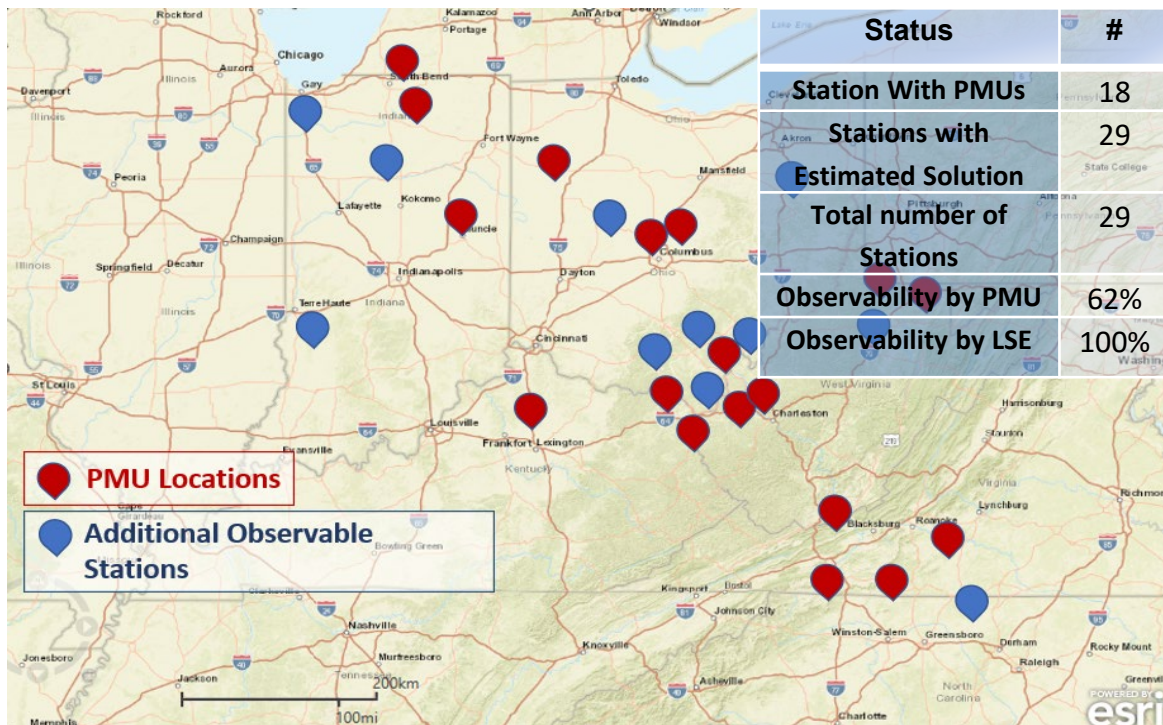 Status #
Station With PMUs 18
Stations with 29
Estimated Solution
Total number of 29
Stations
Observability by PMU 62%
Observability by LSE 100%
PMU Locations
Additional Observable
Stations
Rockford
Kalamazoo
Portage
Ann Arbor
Windsor
Chicago
Aurora
Gary
South Bend
Toledo
Davenport
Illinois
Fort Wayne
Mansfield
Akron
State College
Pittsburgh
Peoria
Lafayette
Kokomo
Champaign
Columbus
Ohio
Springfield
Decatur
Indianapolis
Indiana
Dayton
Illinois
Terre Haute
Cincinnati
St Louis
West Virginia
Harrisonburg
Charleston
Staunton
Louisville
Frankfort
Lexington
Evansville
Kentucky
Virginia
Lynchburg
Richmon
Blacksburg
Roanoke
Girardeau
Bowling Green
Clarksville
Kingsport
Johnson City
Nashville
Winston-Salem
Greensboro
Durham
Rocky Mount
Jonesboro
Murfreesboro
Knoxville
Raleigh
Jackson
Tennessee
Asheville
Greenvil
North
Carolina
Charlotte
Memphis
200km
100mi
POWERED BY
esri